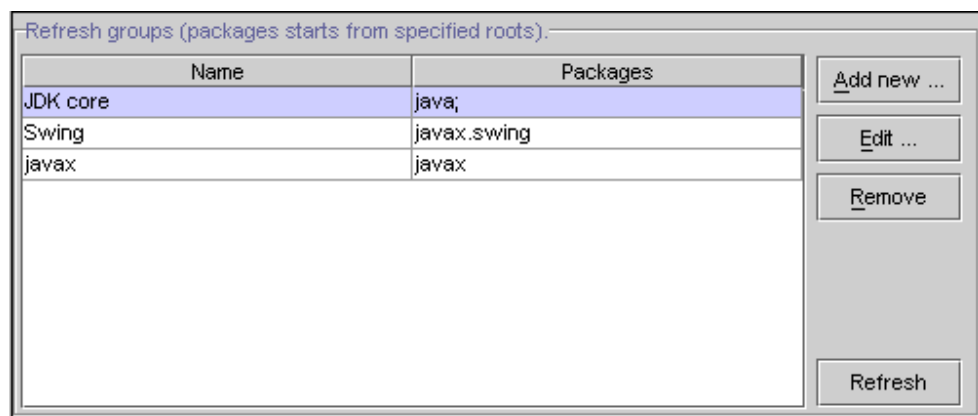 Refresh groups (packages starts from specified roots).
Name Packages
JDK core java;
Swing javax.swing
javax javax
Add new ...
Edit ...
Remove
Refresh